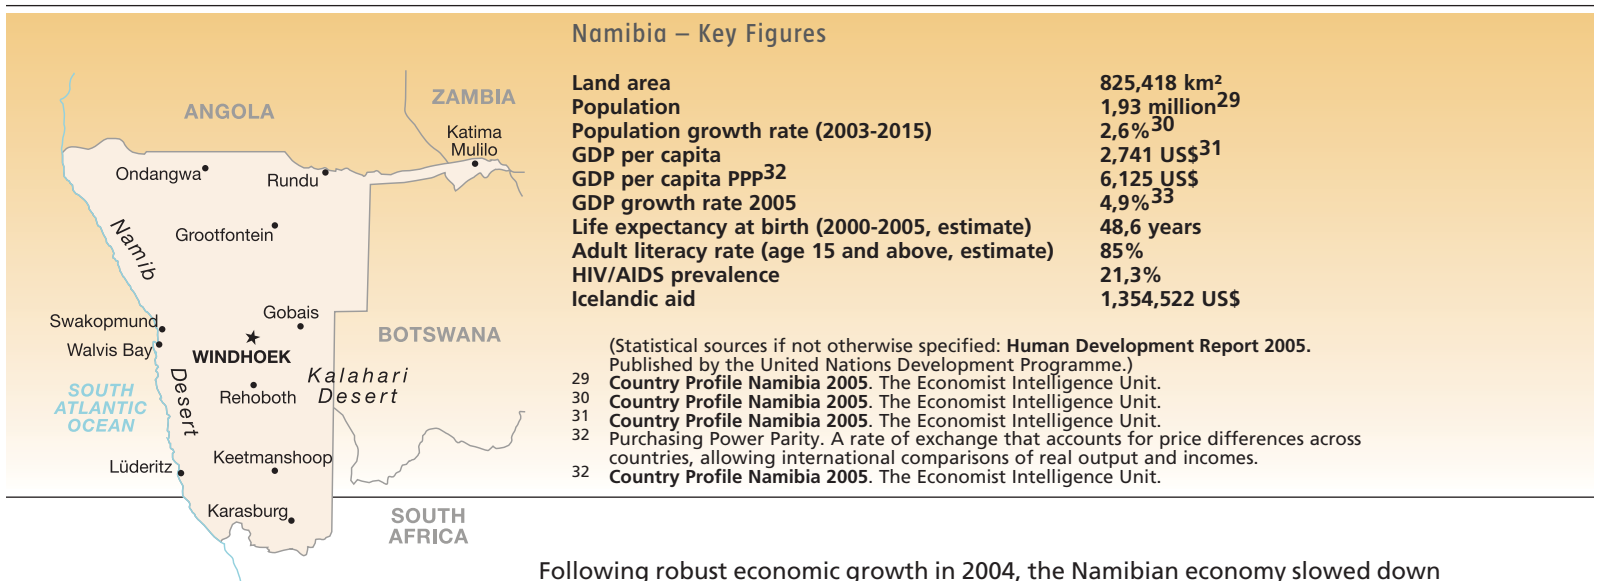 Namibia – Key Figures
Land area 825,418 km²
Population 1,93 million29
Population growth rate (2003-2015) 2,6%30
GDP per capita 2,741 US$31
GDP per capita PPP32 6,125 US$
GDP growth rate 2005 4,9%33
Life expectancy at birth (2000-2005, estimate) 48,6 years
Adult literacy rate (age 15 and above, estimate) 85%
HIV/AIDS prevalence 21,3%
Icelandic aid 1,354,522 US$
(Statistical sources if not otherwise specified: Human Development Report 2005.
Published by the United Nations Development Programme.)
29 Country Profile Namibia 2005. The Economist Intelligence Unit.
30 Country Profile Namibia 2005. The Economist Intelligence Unit.
31 Country Profile Namibia 2005. The Economist Intelligence Unit.
32 Purchasing Power Parity. A rate of exchange that accounts for price differences across
countries, allowing international comparisons of real output and incomes.
32 Country Profile Namibia 2005. The Economist Intelligence Unit.
ANGOLA
ZAMBIA
Katima
Mulilo
Ondangwa
Rundu
Grootfontein
Namib
Desert
Swakopmund
Walvis Bay
Gobais
WINDHOEK
BOTSWANA
Kalahari
Desert
Rehoboth
SOUTH
ATLANTIC
OCEAN
Lüderitz
Keetmanshoop
Karasburg
SOUTH
AFRICA
Following robust economic growth in 2004, the Namibian economy slowed down